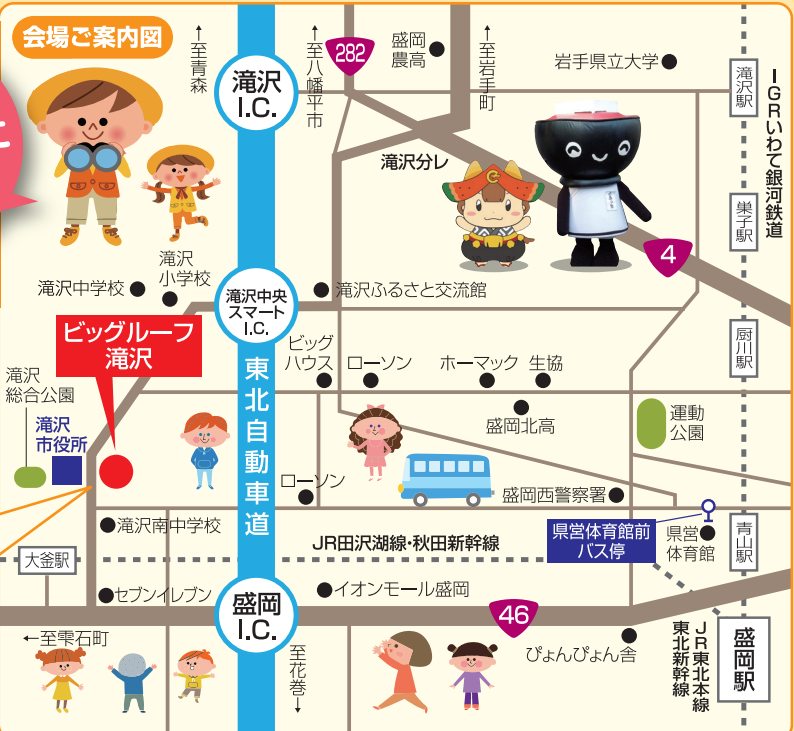 会場ご案内図
↑至青森
↑至八幡平市
282
盛岡
農高
↑至岩手町
岩手県立大学
滝沢駅
IGRいわて銀河鉄道
滝沢
I.C.
滝沢分レ
巣子駅
4
滝沢
小学校
滝沢中学校
滝沢中央
スマート
I.C.
滝沢ふるさと交流館
厨川駅
ビッグルーフ
滝沢
ビッグ
ハウス
ローソン
ホーマック
生協
東北自動車道
滝沢
総合公園
滝沢
市役所
盛岡北高
運動
公園
ローソン
盛岡西警察署
滝沢南中学校
県営体育館前
バス停
県営
体育館
青山駅
JR田沢湖線・秋田新幹線
大釜駅
セブンイレブン
盛岡
I.C.
イオンモール盛岡
46
←至雫石町
至花巻→
ぴょんぴょん舎
JR東北本線
東北新幹線
盛岡駅